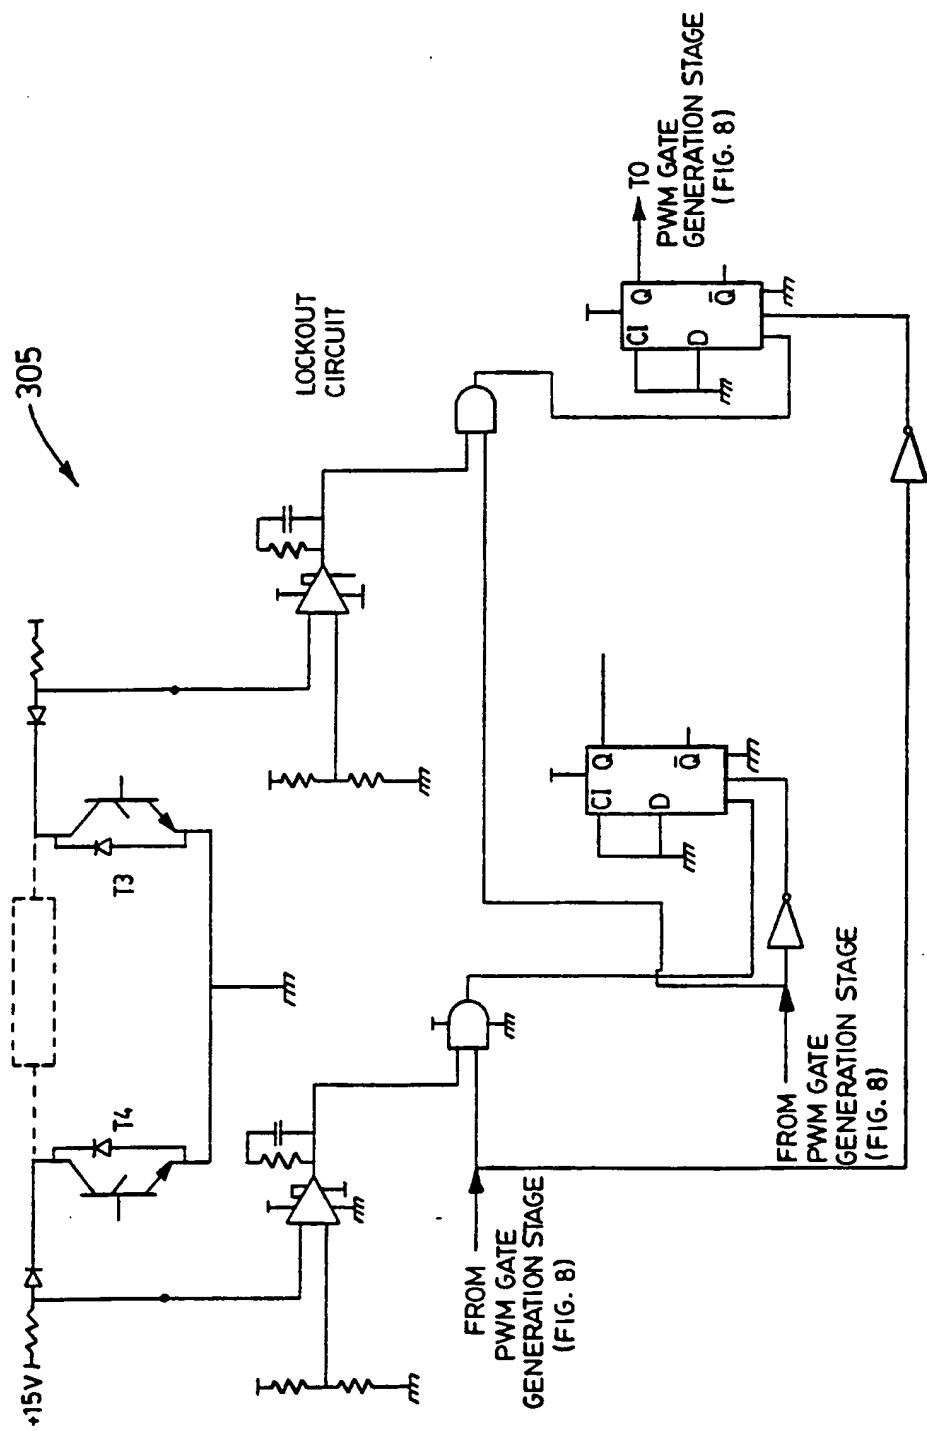 305
LOCKOUT
CIRCUIT
+15V
T4
T3
CI
Q
D
Q̅
TO
PWM GATE
GENERATION STAGE
(FIG. 8)
CI
Q
D
Q̅
FROM
PWM GATE
GENERATION STAGE
(FIG. 8)
FROM
PWM GATE
GENERATION STAGE
(FIG. 8)